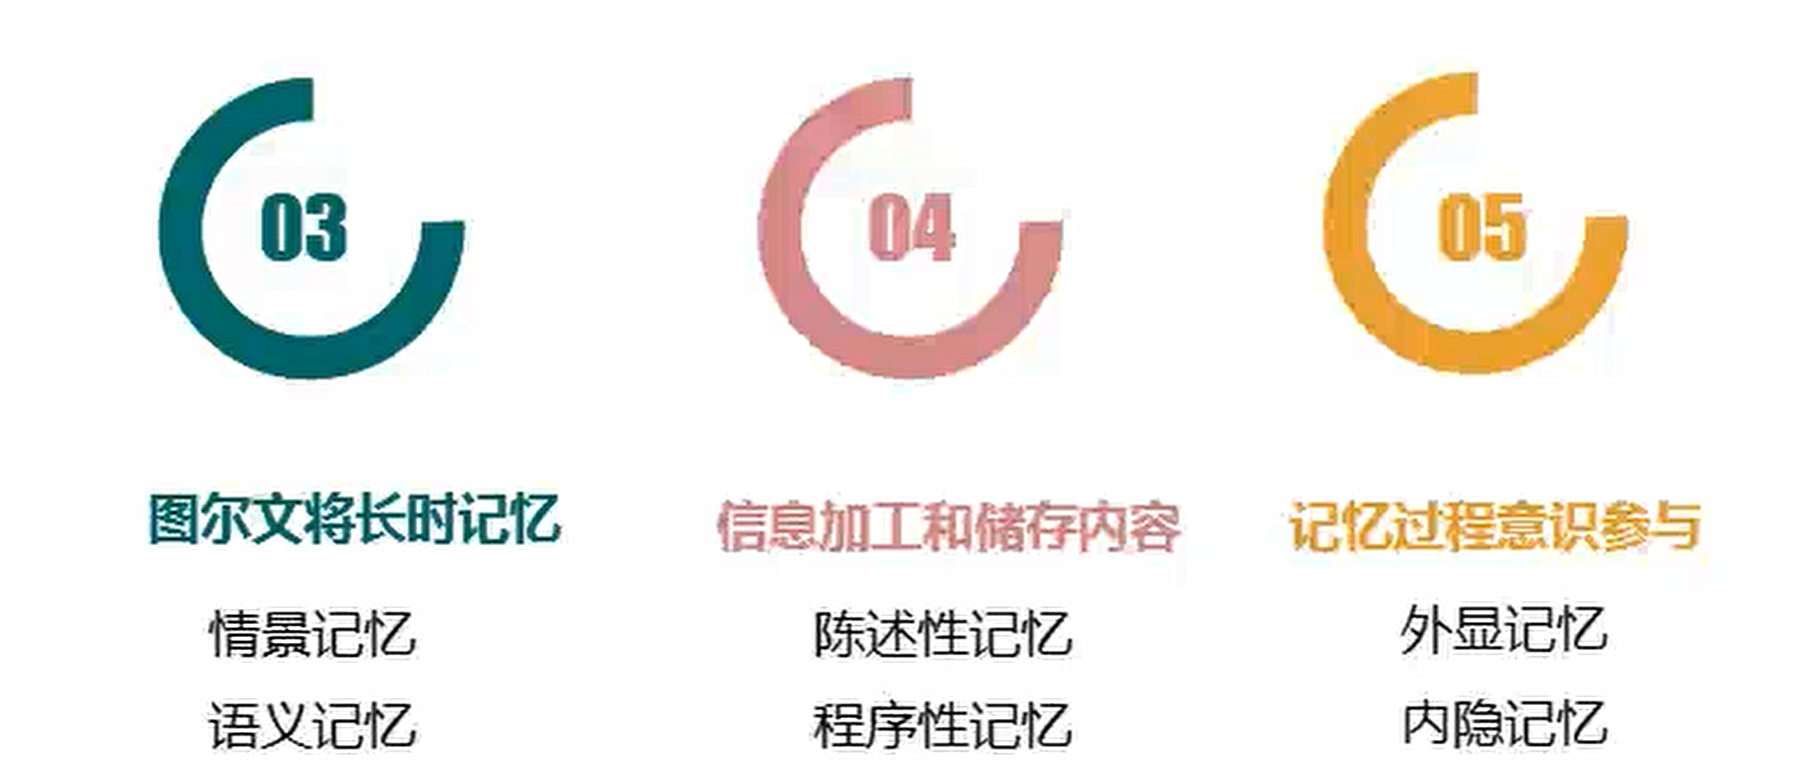 03
04
05
图尔文将长时记忆
信息加工和储存内容
记忆过程意识参与
情景记忆
陈述性记忆
外显记忆
语义记忆
程序性记忆
内隐记忆